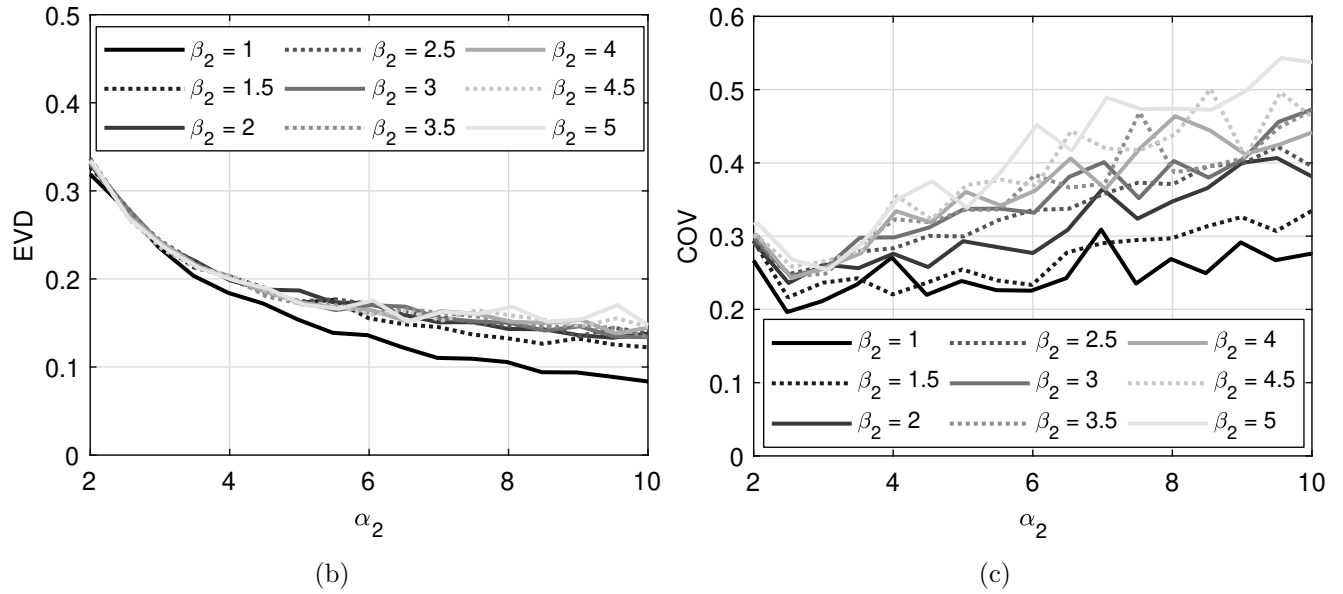 0.5
0.4
0.3
0.2
0.1
0
EVD
β₂ = 1 β₂ = 2.5 β₂ = 4
β₂ = 1.5 β₂ = 3 β₂ = 4.5
β₂ = 2 β₂ = 3.5 β₂ = 5
2 4 6 8 10
α₂
(b)
0.6
0.5
0.4
0.3
0.2
0.1
0
COV
β₂ = 1 β₂ = 2.5 β₂ = 4
β₂ = 1.5 β₂ = 3 β₂ = 4.5
β₂ = 2 β₂ = 3.5 β₂ = 5
2 4 6 8 10
α₂
(c)